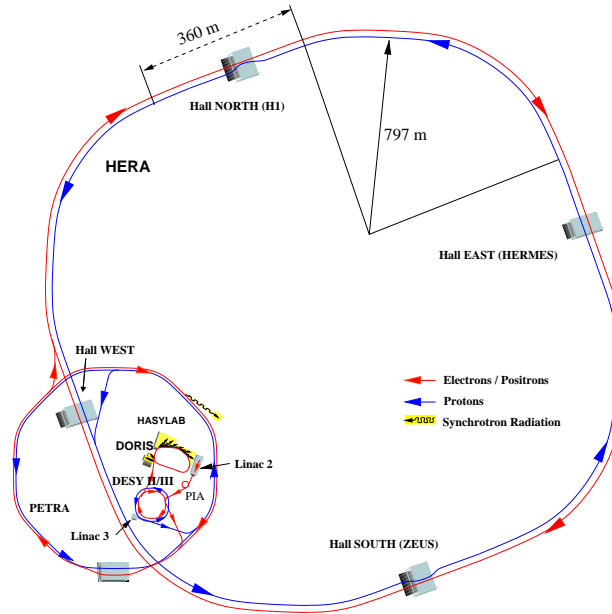 360 m
Hall NORTH (H1)
797 m
HERA
Hall EAST (HERMES)
Hall WEST
Electrons / Positrons
Protons
Synchrotron Radiation
HASYLAB
DORIS
Linac 2
DESY II/III
PIA
PETRA
Linac 3
Hall SOUTH (ZEUS)